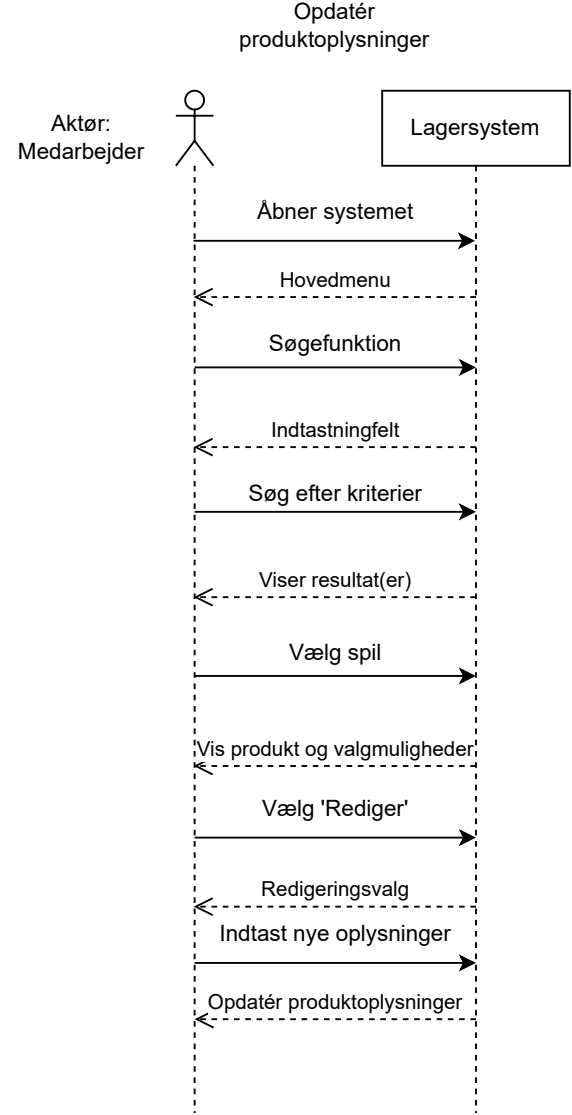 Opdatér
produktoplysninger
Aktør:
Medarbejder
Lagersystem
Åbner systemet
Hovedmenu
Søgefunktion
Indtastningfelt
Søg efter kriterier
Viser resultat(er)
Vælg spil
Vis produkt og valgmuligheder
Vælg 'Rediger'
Redigeringsvalg
Indtast nye oplysninger
Opdatér produktoplysninger